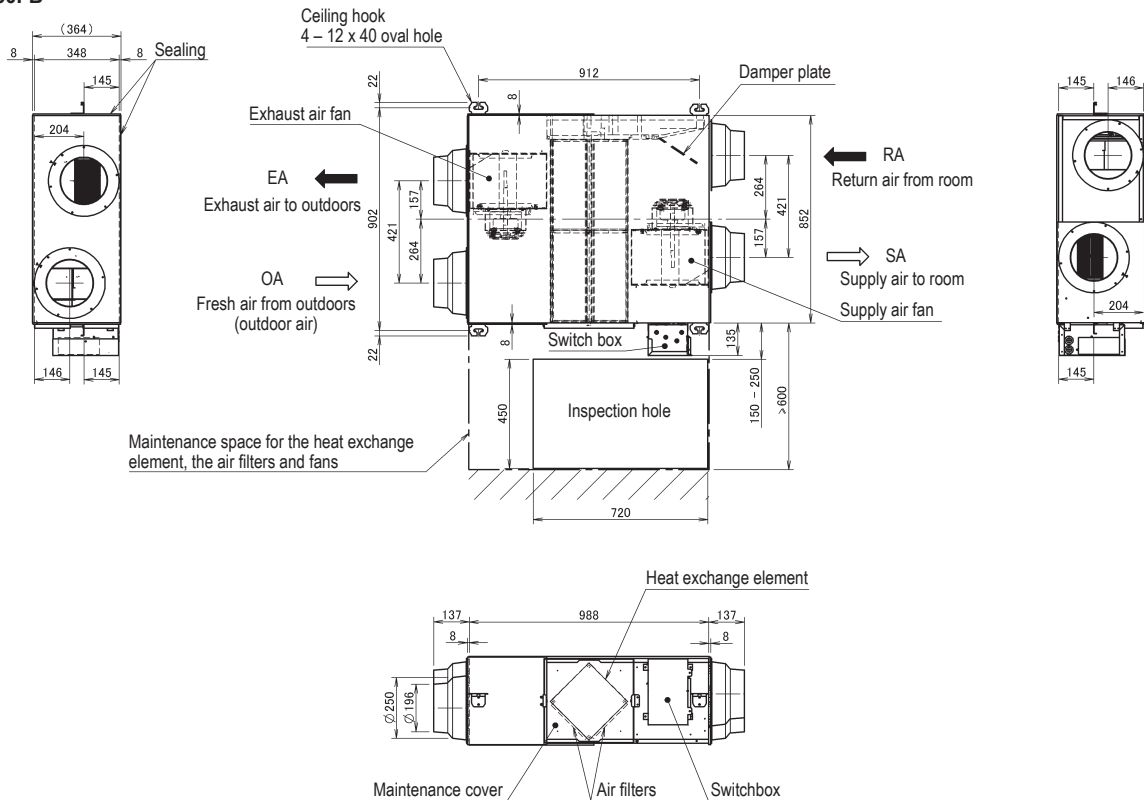 (364)
8 348 8
Sealing
145
204
146 145
Ceiling hook
4 – 12 x 40 oval hole
22
912
8
Damper plate
Exhaust air fan
EA
Exhaust air to outdoors
902
421
157
264
OA
Fresh air from outdoors
(outdoor air)
22
8
RA
Return air from room
264
421
157
852
SA
Supply air to room
Supply air fan
Switch box
135
450
Inspection hole
150 – 250
>600
Maintenance space for the heat exchange
element, the air filters and fans
720
145 146
204
145
Heat exchange element
137 988 137
8 8
∅250
∅196
Maintenance cover
Air filters
Switchbox